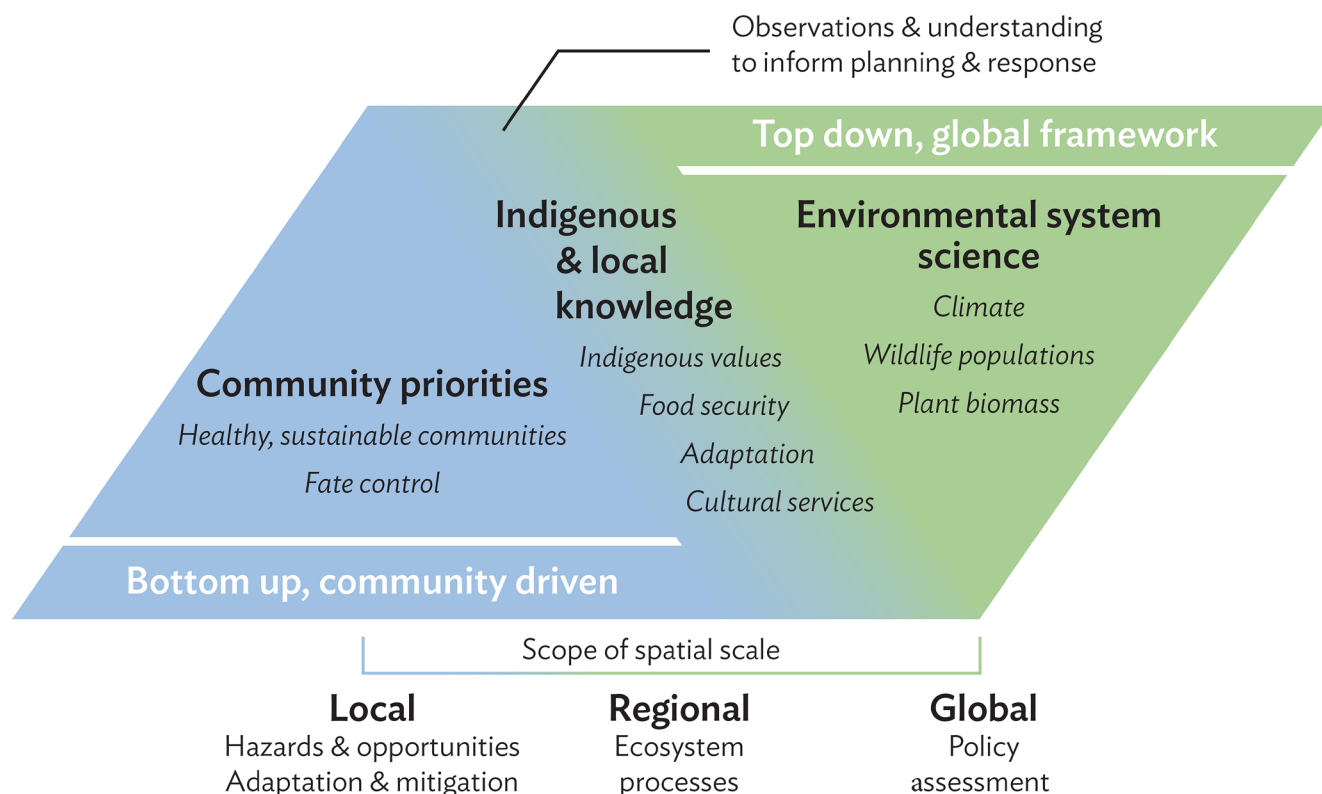 Observations & understanding
to inform planning & response
Top down, global framework
Indigenous
& local
knowledge
Indigenous values
Food security
Adaptation
Cultural services
Environmental system
science
Climate
Wildlife populations
Plant biomass
Community priorities
Healthy, sustainable communities
Fate control
Bottom up, community driven
Scope of spatial scale
Local
Hazards & opportunities
Adaptation & mitigation
Regional
Ecosystem
processes
Global
Policy
assessment